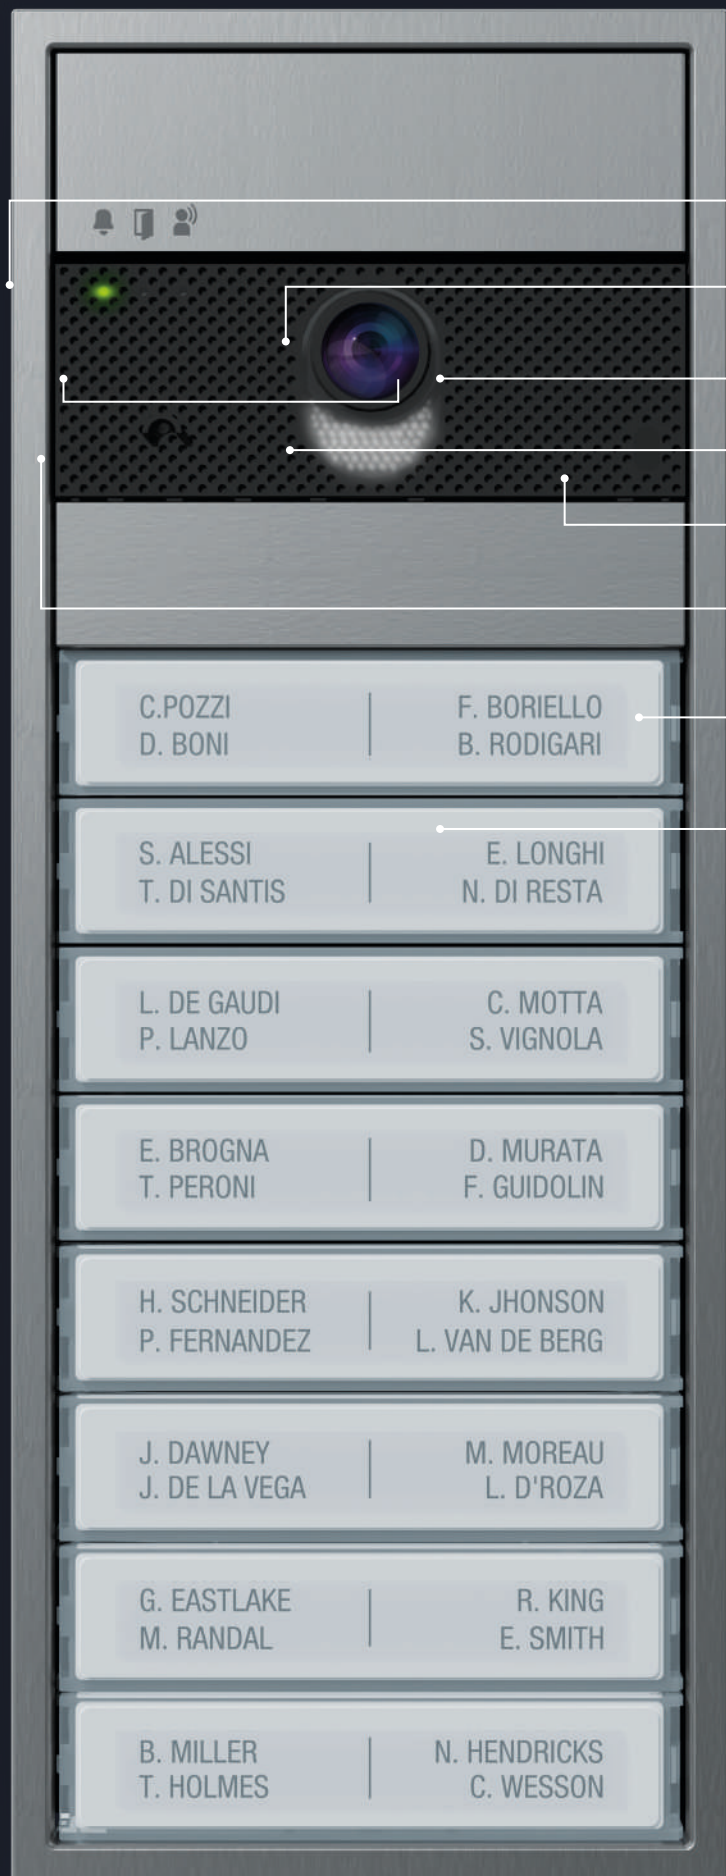 C.POZZI F. BORIELLO
D. BONI B. RODIGARI
S. ALESSI E. LONGHI
T. DI SANTIS N. DI RESTA
L. DE GAUDI C. MOTTA
P. LANZO S. VIGNOLA
E. BROGNA D. MURATA
T. PERONI F. GUIDOLIN
H. SCHNEIDER K. JHONSON
P. FERNANDEZ L. VAN DE BERG
J. DAWNEY M. MOREAU
J. DE LA VEGA L. D'ROZA
G. EASTLAKE R. KING
M. RANDAL E. SMITH
B. MILLER N. HENDRICKS
T. HOLMES C. WESSON